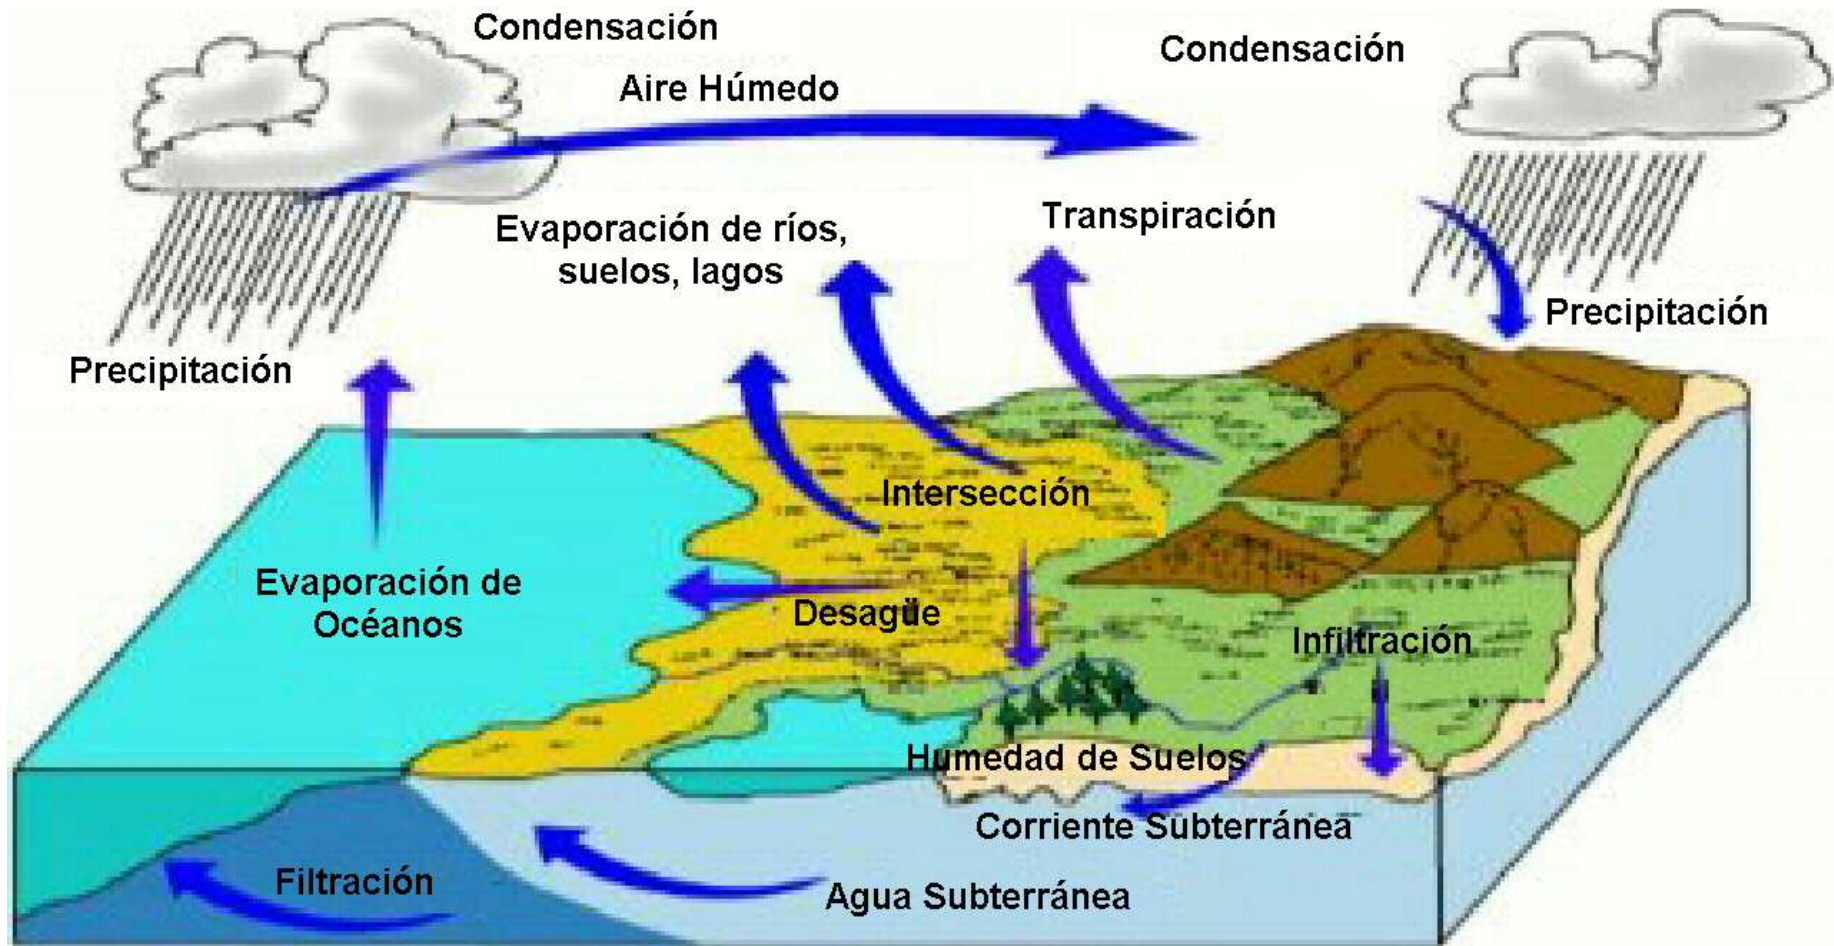 Condensación
Condensación
Aire Húmedo
Evaporación de ríos,
suelos, lagos
Transpiración
Precipitación
Precipitación
Intersección
Evaporación de
Océanos
Desagüe
Infiltración
Humedad de Suelos
Corriente Subterránea
Filtración
Agua Subterránea